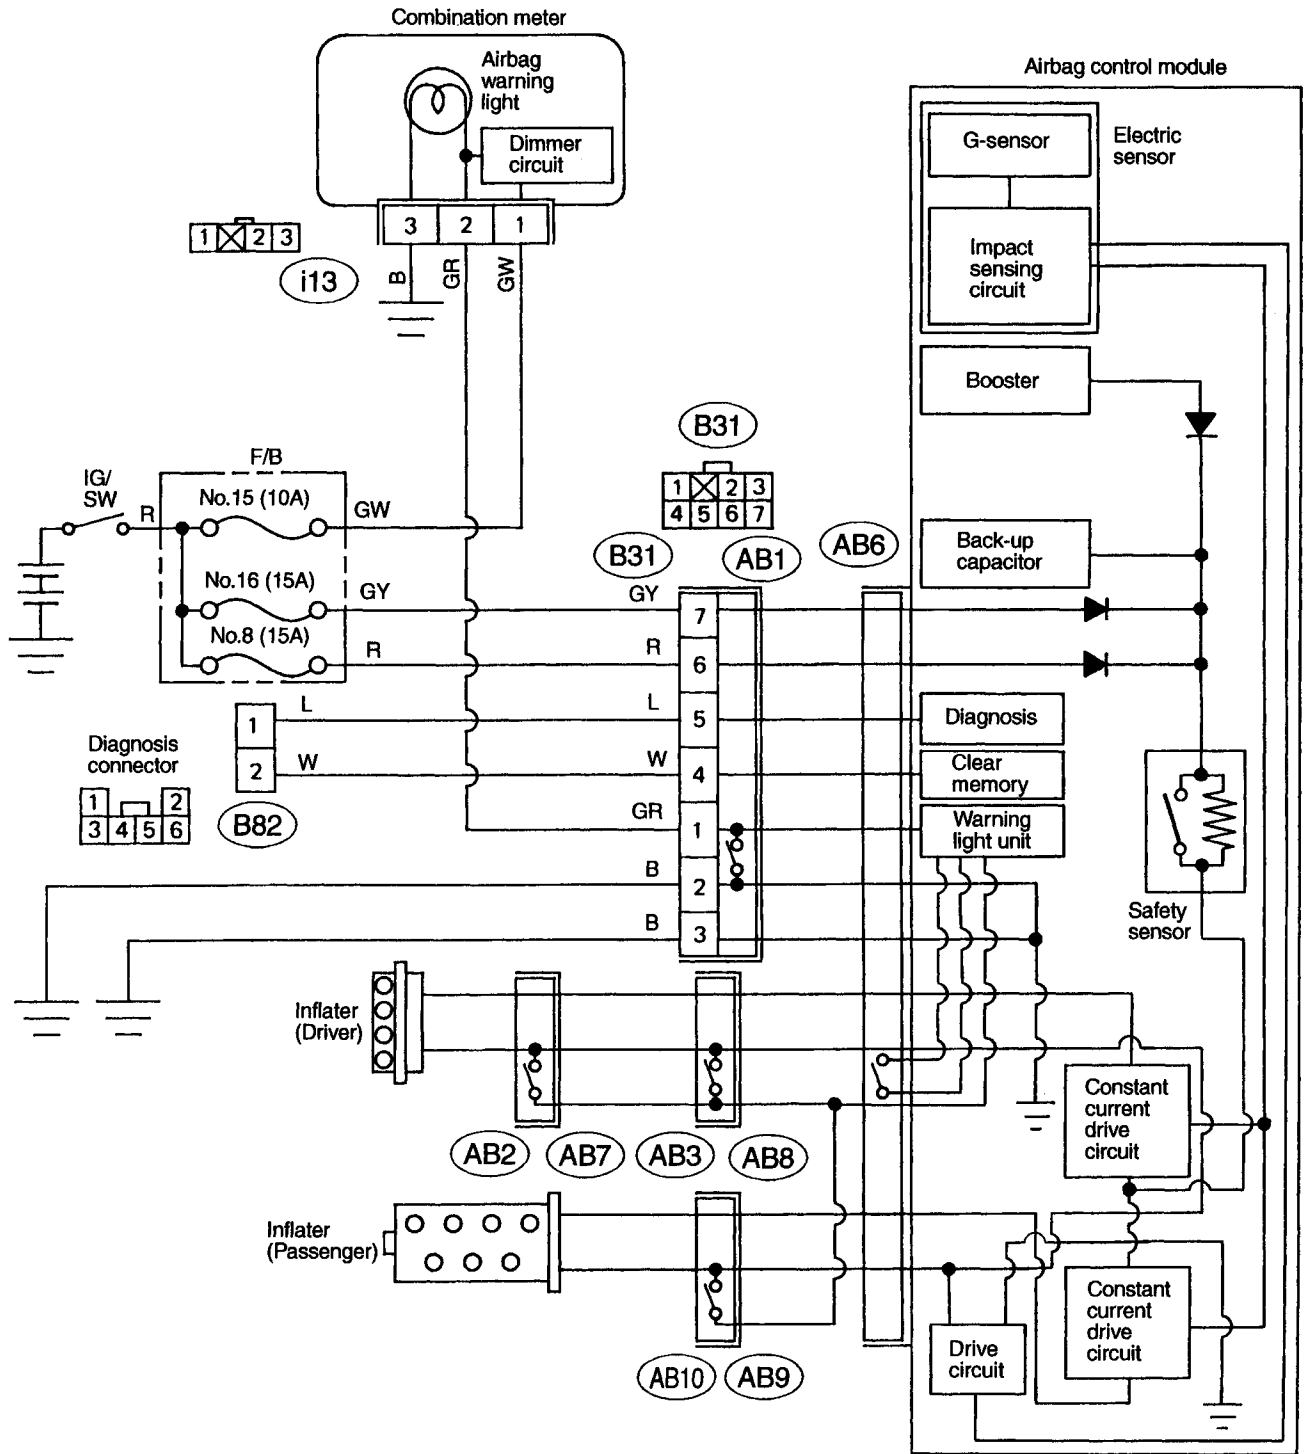 Combination meter
Airbag
warning
light
Dimmer
circuit
3 2 1
1 2 3
i13
B
GR
GW
Airbag control module
G-sensor
Electric
sensor
Impact
sensing
circuit
Booster
B31
1 2 3
4 5 6 7
F/B
IG/
SW
R
No.15 (10A)
GW
No.16 (15A)
GY
No.8 (15A)
R
B31
AB1
AB6
Back-up
capacitor
GY
7
R
6
L
5
W
4
GR
1
B
2
B
3
1
L
2
W
B82
Diagnosis
connector
1 2
3 4 5 6
Diagnosis
Clear
memory
Warning
light unit
Safety
sensor
Inflater
(Driver)
AB2
AB7
AB3
AB8
Constant
current
drive
circuit
Inflater
(Passenger)
AB10
AB9
Drive
circuit
Constant
current
drive
circuit